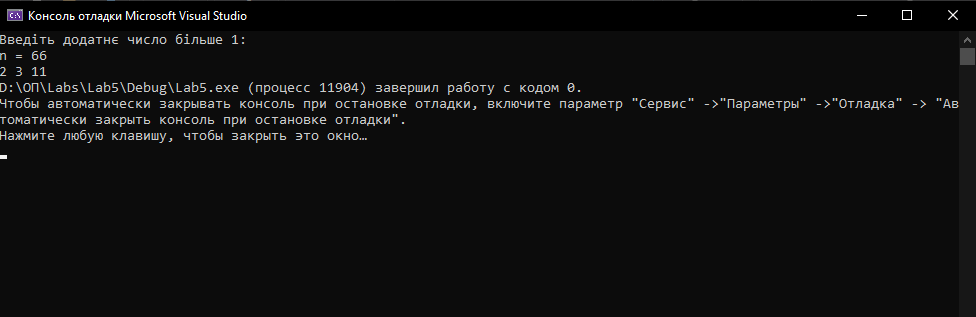 Консоль отладки Microsoft Visual Studio
Введіть додатнє число більше 1:
n = 66
2 3 11
D:\ОП\Labs\Lab5\Debug\Lab5.exe (процесс 11904) завершил работу с кодом 0.
Чтобы автоматически закрывать консоль при остановке отладки, включите параметр "Сервис" ->"Параметры" ->"Отладка" -> "Ав
томатически закрыть консоль при остановке отладки".
Нажмите любую клавишу, чтобы закрыть это окно…